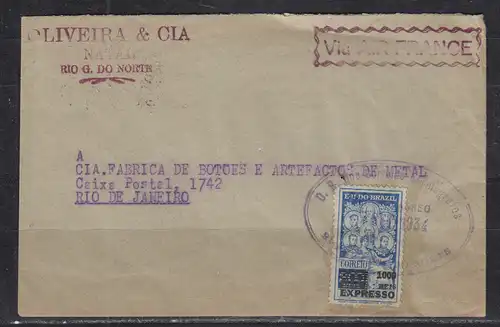 OLIVEIRA & CIA
NATAL
RIO G. DO NORTE
Via AIR FRANCE
A
CIA.FABRICA DE BOTOES E ARTEFACTOS DE METAL
Caixa Postal, 1742
RIO DE JANEIRO
E.U. DO BRAZIL
CORREIO
1000
REIS
EXPRESSO
1934